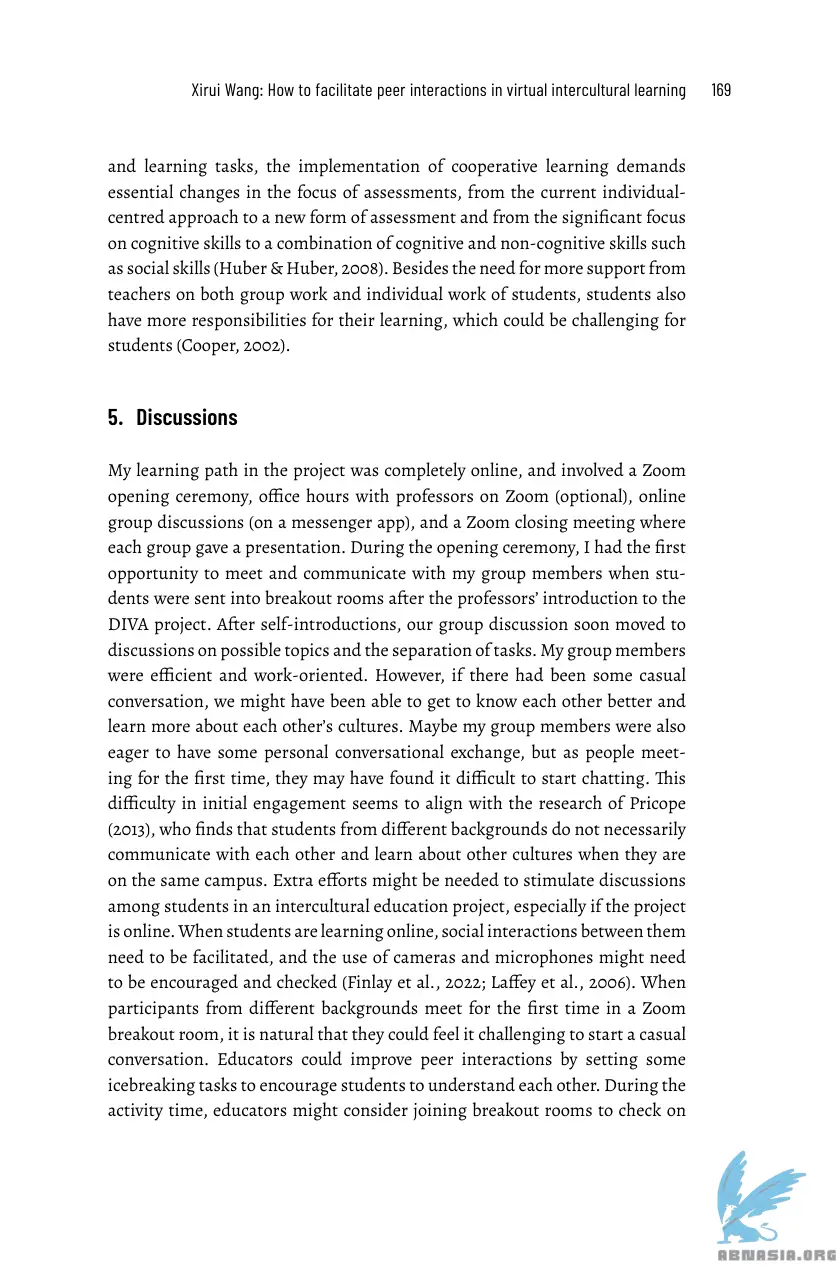 Xirui Wang: How to facilitate peer interactions in virtual intercultural learning 169
and learning tasks, the implementation of cooperative learning demands
essential changes in the focus of assessments, from the current individual-
centred approach to a new form of assessment and from the significant focus
on cognitive skills to a combination of cognitive and non-cognitive skills such
as social skills (Huber & Huber, 2008). Besides the need for more support from
teachers on both group work and individual work of students, students also
have more responsibilities for their learning, which could be challenging for
students (Cooper, 2002).
5. Discussions
My learning path in the project was completely online, and involved a Zoom
opening ceremony, office hours with professors on Zoom (optional), online
group discussions (on a messenger app), and a Zoom closing meeting where
each group gave a presentation. During the opening ceremony, I had the first
opportunity to meet and communicate with my group members when stu-
dents were sent into breakout rooms after the professors’ introduction to the
DIVA project. After self-introductions, our group discussion soon moved to
discussions on possible topics and the separation of tasks. My group members
were efficient and work-oriented. However, if there had been some casual
conversation, we might have been able to get to know each other better and
learn more about each other’s cultures. Maybe my group members were also
eager to have some personal conversational exchange, but as people meet-
ing for the first time, they may have found it difficult to start chatting. This
difficulty in initial engagement seems to align with the research of Pricope
(2013), who finds that students from different backgrounds do not necessarily
communicate with each other and learn about other cultures when they are
on the same campus. Extra efforts might be needed to stimulate discussions
among students in an intercultural education project, especially if the project
is online. When students are learning online, social interactions between them
need to be facilitated, and the use of cameras and microphones might need
to be encouraged and checked (Finlay et al., 2022; Laffey et al., 2006). When
participants from different backgrounds meet for the first time in a Zoom
breakout room, it is natural that they could feel it challenging to start a casual
conversation. Educators could improve peer interactions by setting some
icebreaking tasks to encourage students to understand each other. During the
activity time, educators might consider joining breakout rooms to check on
ABNASIA.ORG